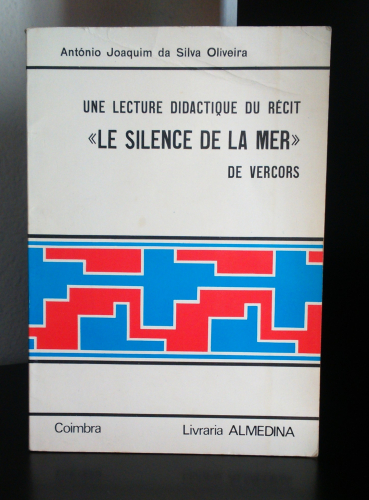 António Joaquim da Silva Oliveira
UNE LECTURE DIDACTIQUE DU RÉCIT
«LE SILENCE DE LA MER»
DE VERCORS
Coimbra Livraria ALMEDINA